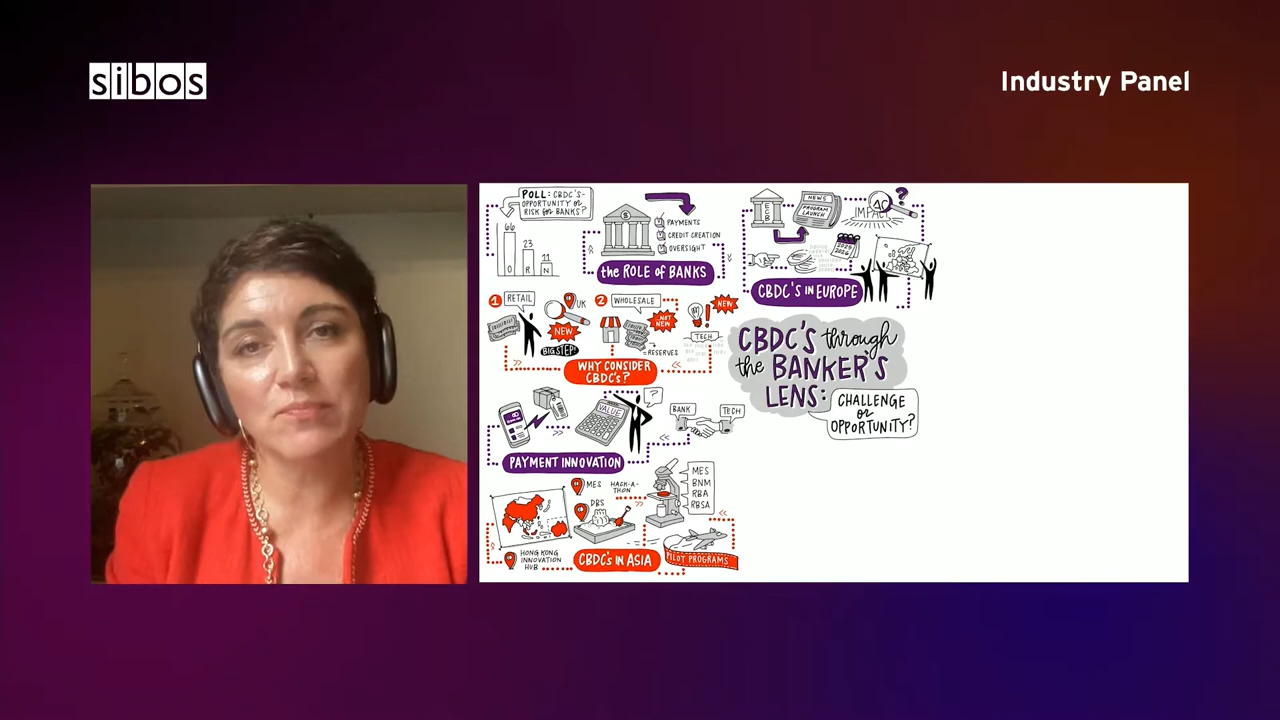 sibos
Industry Panel
POLL: CBDC'S-
OPPORTUNITY or
RISK for BANKS?
66
23
11
O
R
N
$
PAYMENTS
CREDIT CREATION
OVERSIGHT
the ROLE of BANKS
ECB
NEWS
PROGRAM
LAUNCH
IMPACT
?
2025
2026
CBDC'S IN EUROPE
1
RETAIL
UK
NEW
BIG STEP!
2
WHOLESALE
NOT
NEW
=RESERVES
NEW
TECH
WHY CONSIDER
CBDC's?
CBDC'S through
the BANKER'S
LENS:
CHALLENGE
or
OPPORTUNITY?
VALUE
?
BANK
TECH
PAYMENT INNOVATION
MES
HACK-A-
THON
DBS
MES
BNM
RBA
RBSA
HONG KONG
INNOVATION
HUB
CBDC's IN ASIA
PILOT PROGRAMS